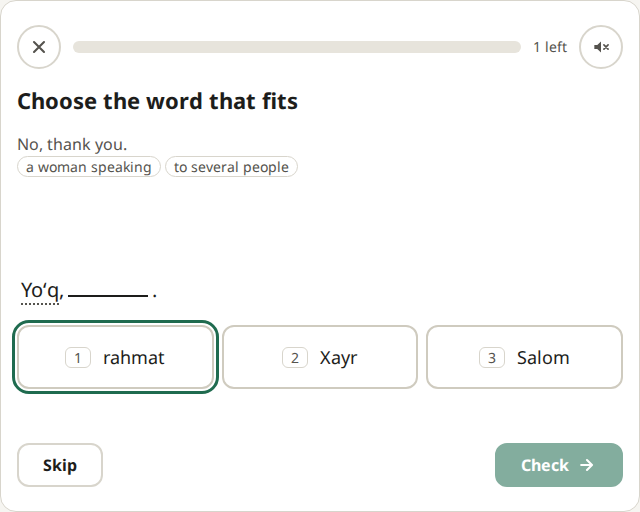 1 left
Choose the word that fits
No, thank you.
a woman speaking to several people
Yoʻq, ________ .
1 rahmat 2 Xayr 3 Salom
Skip Check →